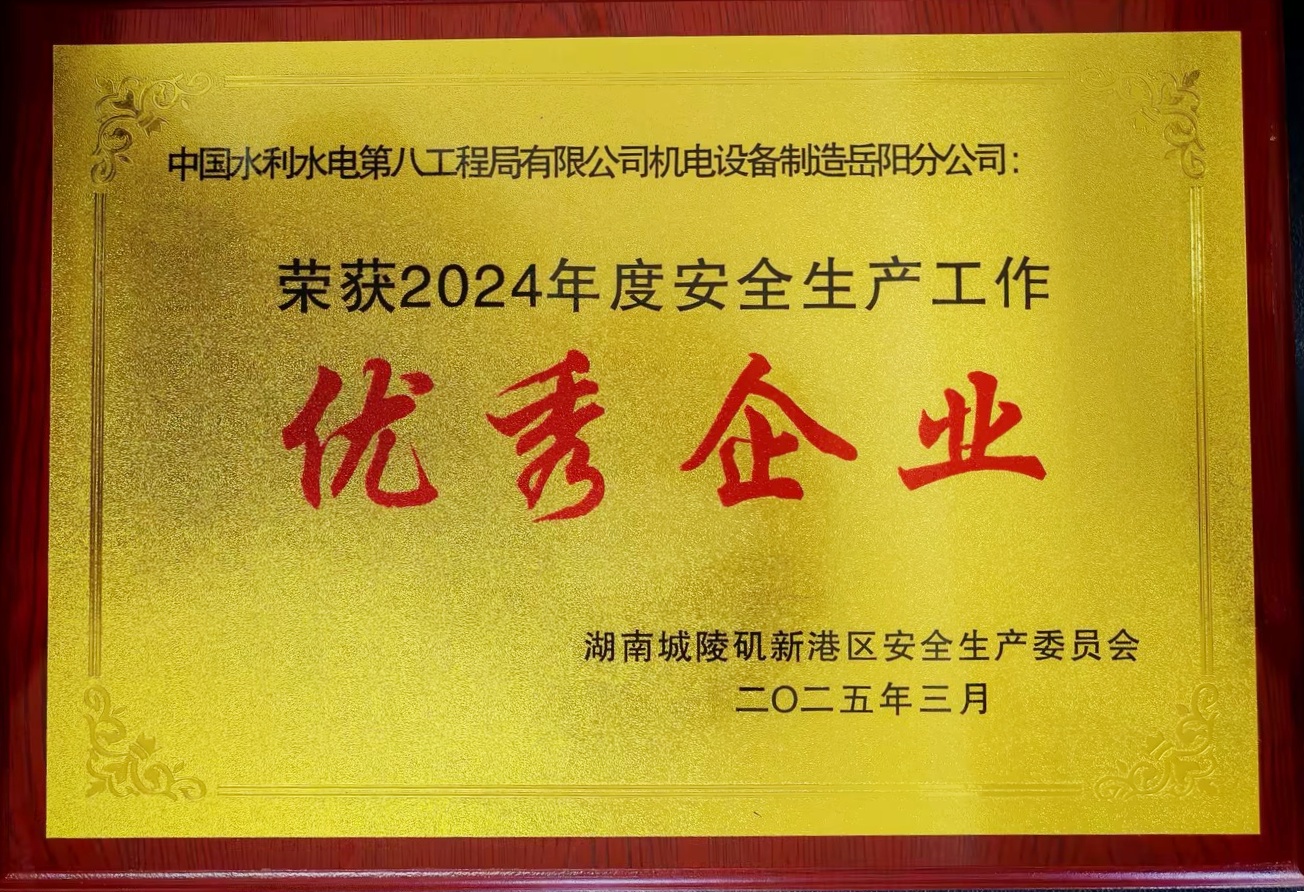 中国水利水电第八工程局有限公司机电设备制造岳阳分公司：
荣获2024年度安全生产工作
优秀企业
湖南城陵矶新港区安全生产委员会
二〇二五年三月